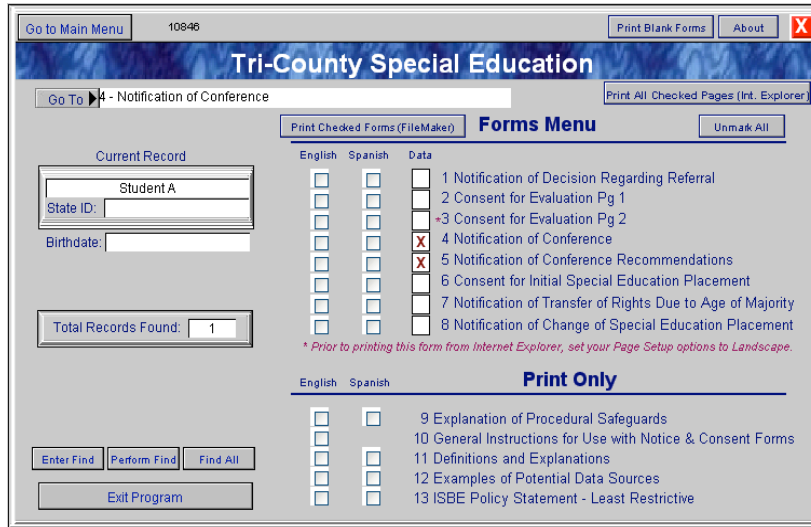 Go to Main Menu 10846 Print Blank Forms About X
Tri-County Special Education
Go To 4 - Notification of Conference Print All Checked Pages (Int. Explorer)
Print Checked Forms (FileMaker) Forms Menu Unmark All
Current Record English Spanish Data
Student A
State ID:
Birthdate:
1 Notification of Decision Regarding Referral
2 Consent for Evaluation Pg 1
*3 Consent for Evaluation Pg 2
X 4 Notification of Conference
X 5 Notification of Conference Recommendations
6 Consent for Initial Special Education Placement
7 Notification of Transfer of Rights Due to Age of Majority
8 Notification of Change of Special Education Placement
Total Records Found: 1
* Prior to printing this form from Internet Explorer, set your Page Setup options to Landscape.
English Spanish Print Only
9 Explanation of Procedural Safeguards
10 General Instructions for Use with Notice & Consent Forms
11 Definitions and Explanations
12 Examples of Potential Data Sources
13 ISBE Policy Statement - Least Restrictive
Enter Find Perform Find Find All
Exit Program